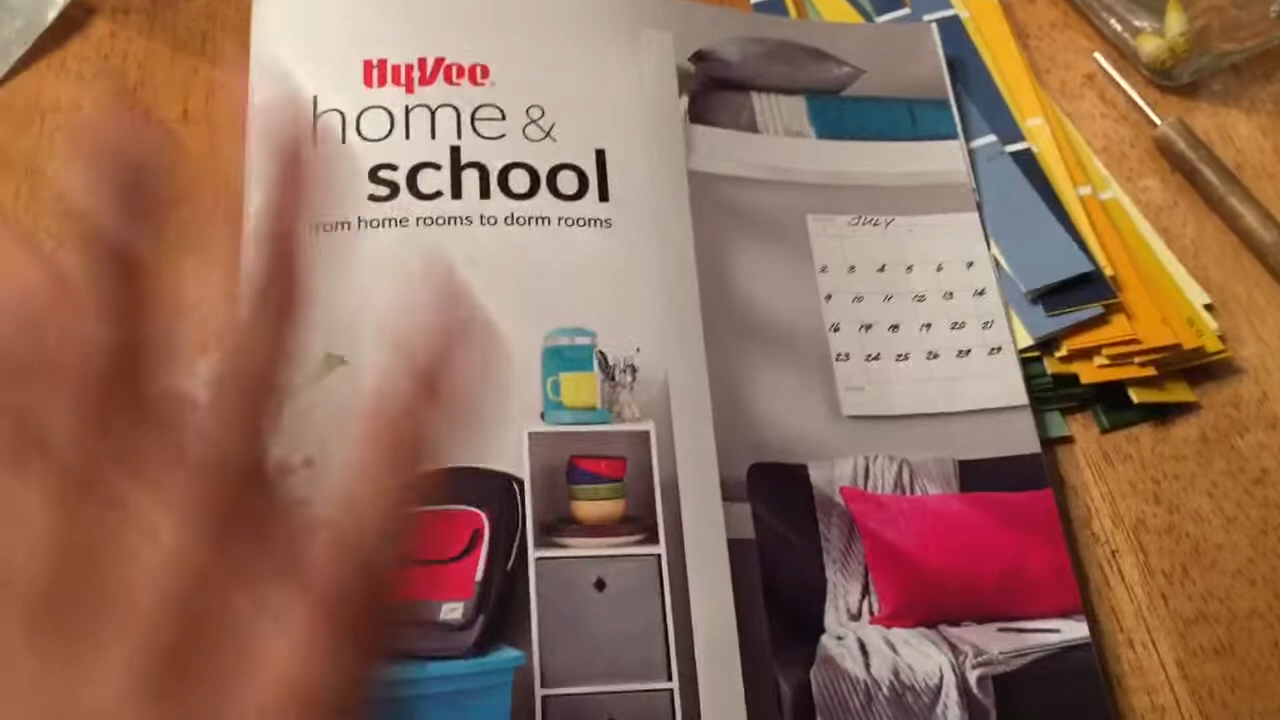 HyVee
home &
school
from home rooms to dorm rooms
JULY
2 3 4 5 6 7
9 10 11 12 13 14
16 17 18 19 20 21
23 24 25 26 27 28